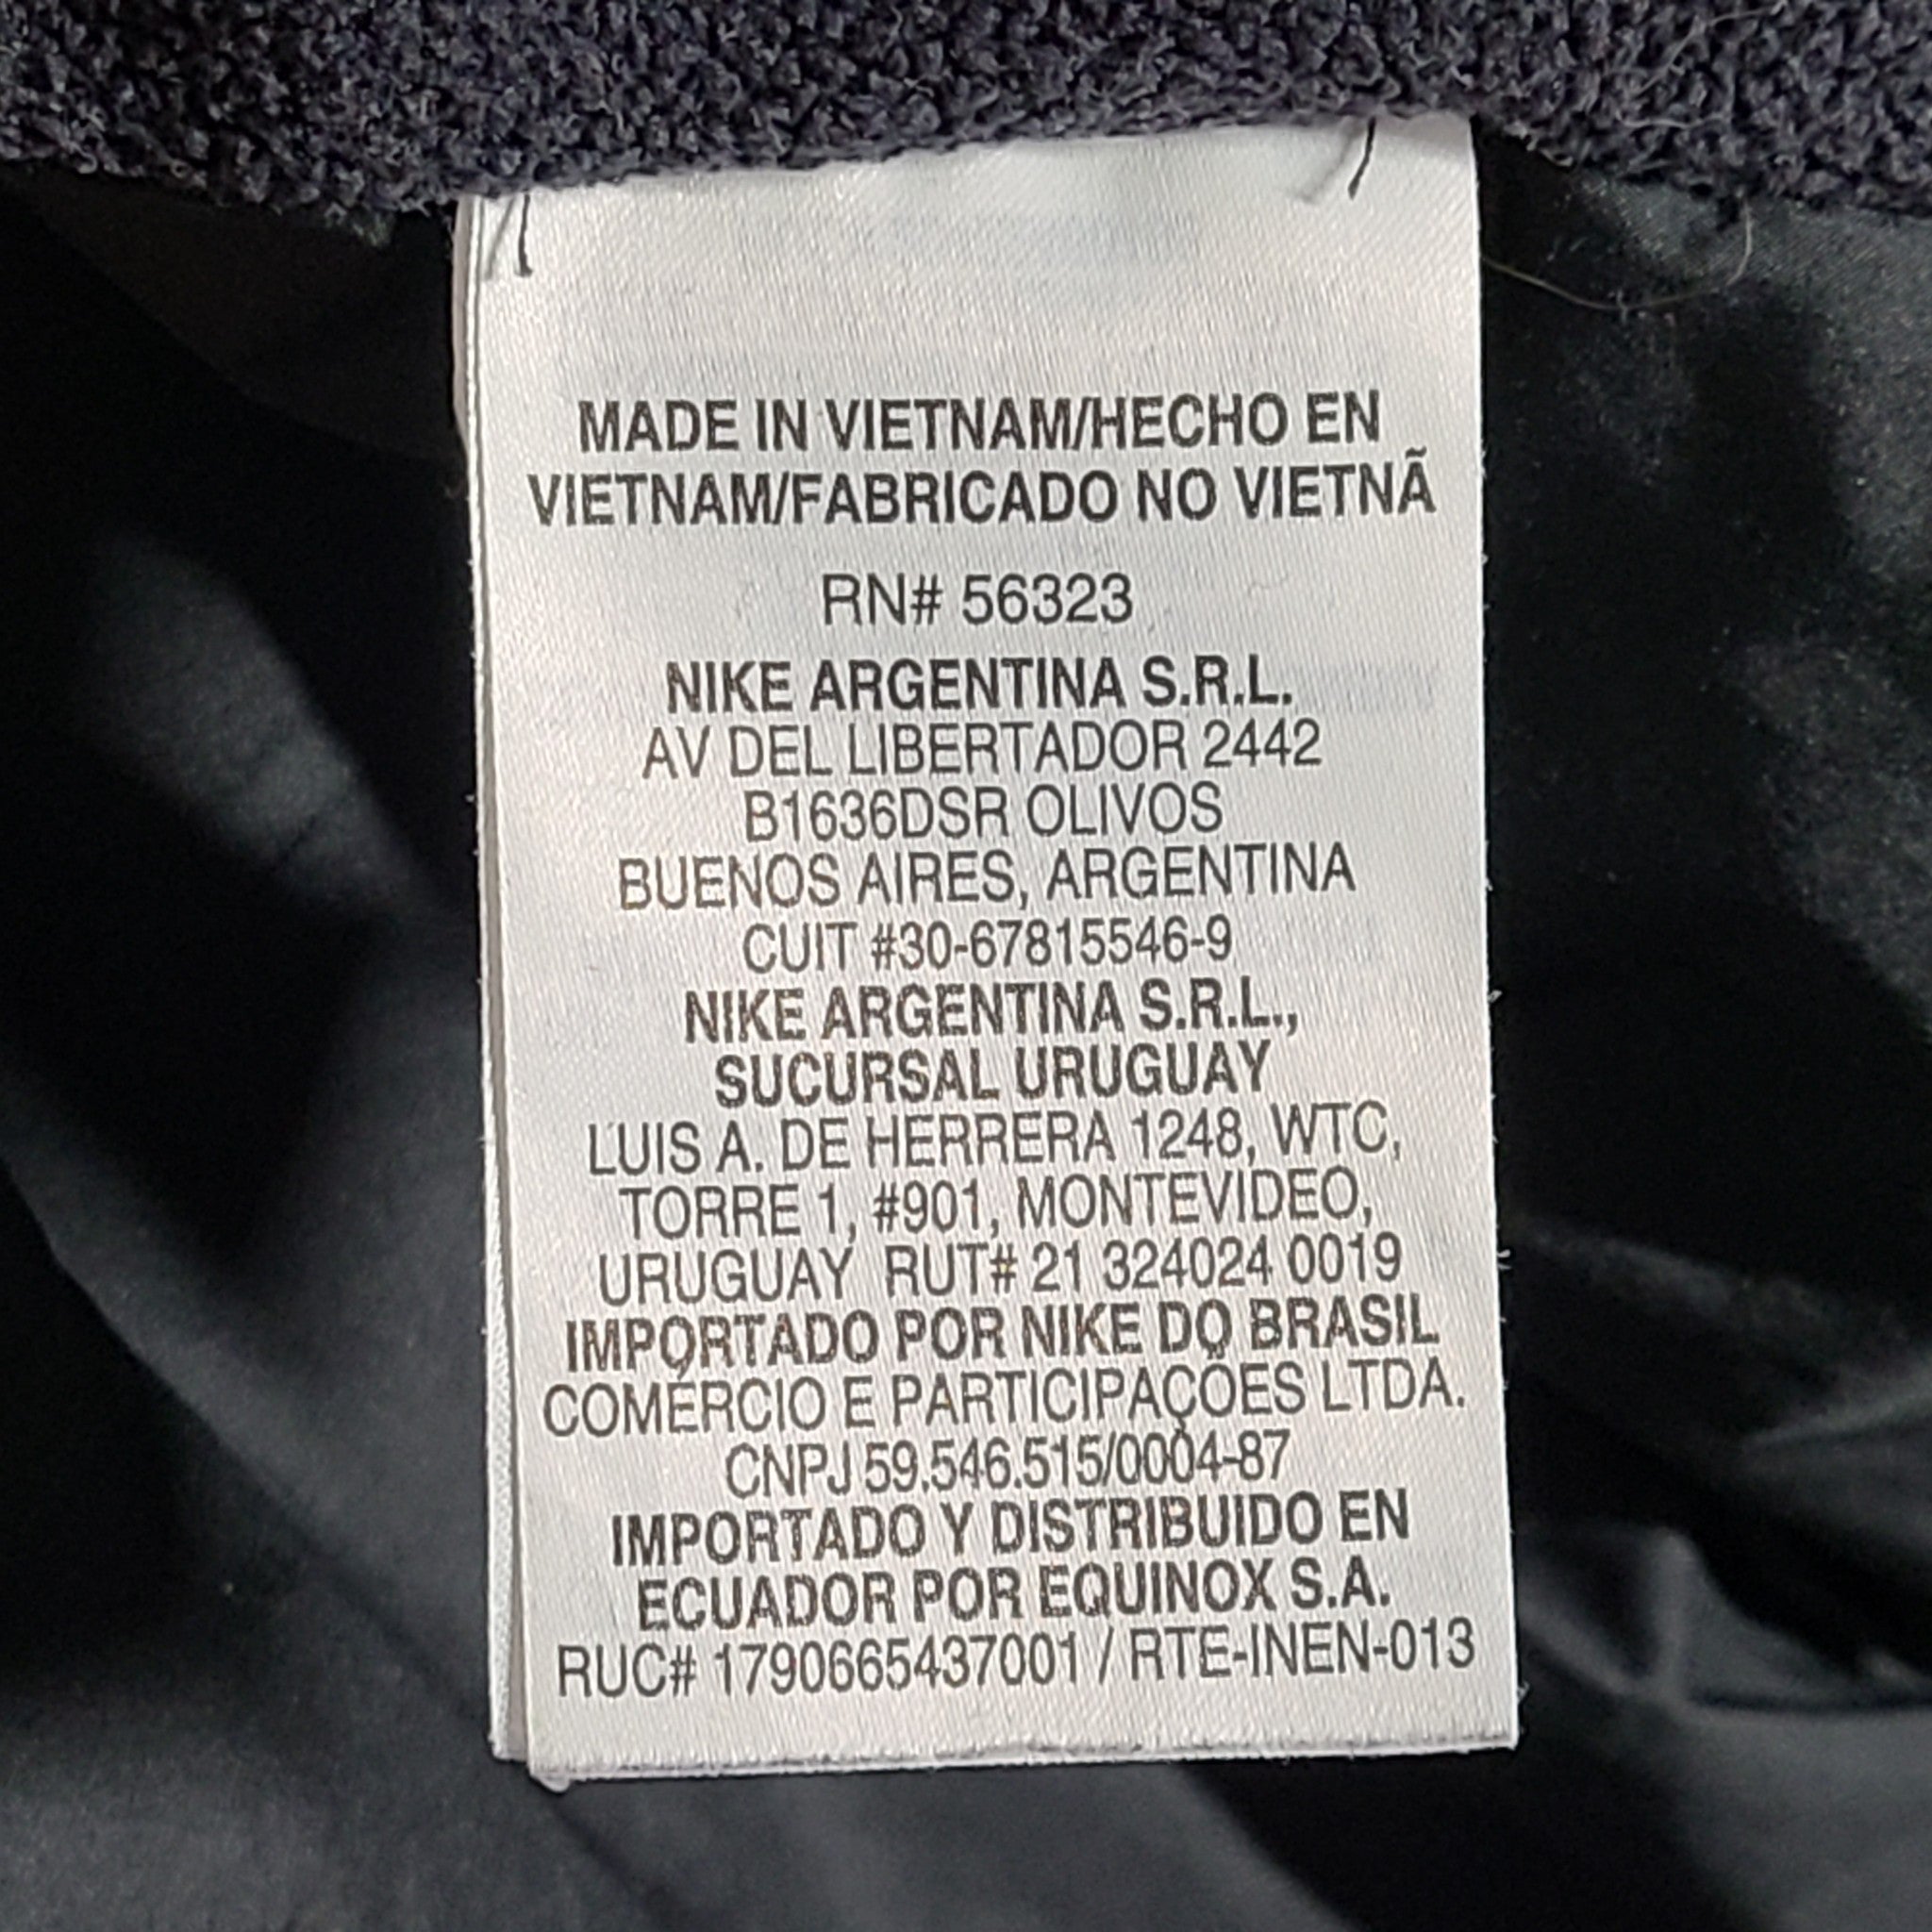 MADE IN VIETNAM/HECHO EN
VIETNAM/FABRICADO NO VIETNÃ
RN# 56323
NIKE ARGENTINA S.R.L.
AV DEL LIBERTADOR 2442
B1636DSR OLIVOS
BUENOS AIRES, ARGENTINA
CUIT #30-67815546-9
NIKE ARGENTINA S.R.L.,
SUCURSAL URUGUAY
LUIS A. DE HERRERA 1248, WTC,
TORRE 1, #901, MONTEVIDEO,
URUGUAY RUT# 21 324024 0019
IMPORTADO POR NIKE DO BRASIL
COMÉRCIO E PARTICIPAÇÕES LTDA.
CNPJ 59.546.515/0004-87
IMPORTADO Y DISTRIBUIDO EN
ECUADOR POR EQUINOX S.A.
RUC# 1790665437001 / RTE-INEN-013